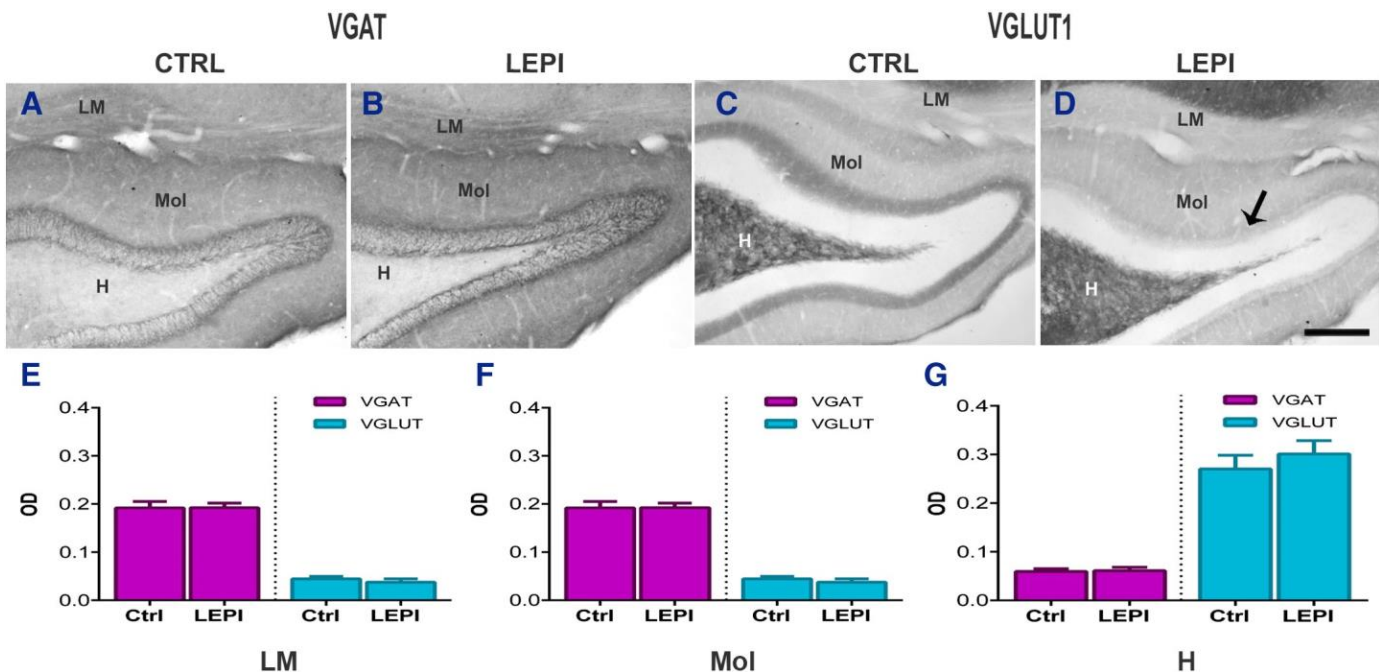 VGAT VGLUT1
CTRL LEPI CTRL LEPI
A B C D
LM LM LM LM
Mol Mol Mol Mol
H H H H
E F G
0.4 VGAT 0.4 VGAT 0.4 VGAT
VGLUT VGLUT VGLUT
0.3 0.3 0.3
OD 0.2 OD 0.2 OD 0.2
0.1 0.1 0.1
0.0 0.0 0.0
Ctrl LEPI Ctrl LEPI Ctrl LEPI Ctrl LEPI Ctrl LEPI Ctrl LEPI
LM Mol H